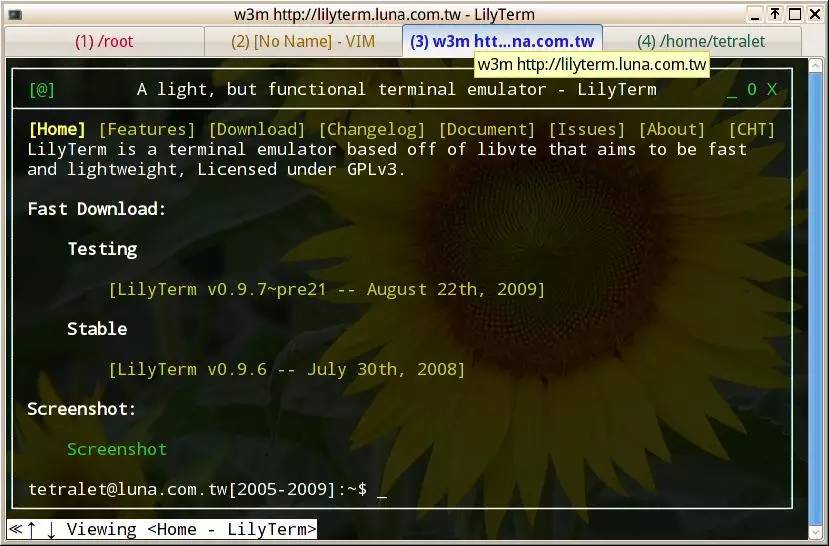 w3m http://lilyterm.luna.com.tw - LilyTerm
(1) /root (2) [No Name] - VIM (3) w3m htt...na.com.tw (4) /home/tetralet
w3m http://lilyterm.luna.com.tw
[@] A light, but functional terminal emulator - LilyTerm _ O X
[Home] [Features] [Download] [Changelog] [Document] [Issues] [About] [CHT]
LilyTerm is a terminal emulator based off of libvte that aims to be fast
and lightweight, Licensed under GPLv3.
Fast Download:
Testing
[LilyTerm v0.9.7~pre21 -- August 22th, 2009]
Stable
[LilyTerm v0.9.6 -- July 30th, 2008]
Screenshot:
Screenshot
tetralet@luna.com.tw[2005-2009]:~$ _
≪↑ ↓ Viewing <Home - LilyTerm>